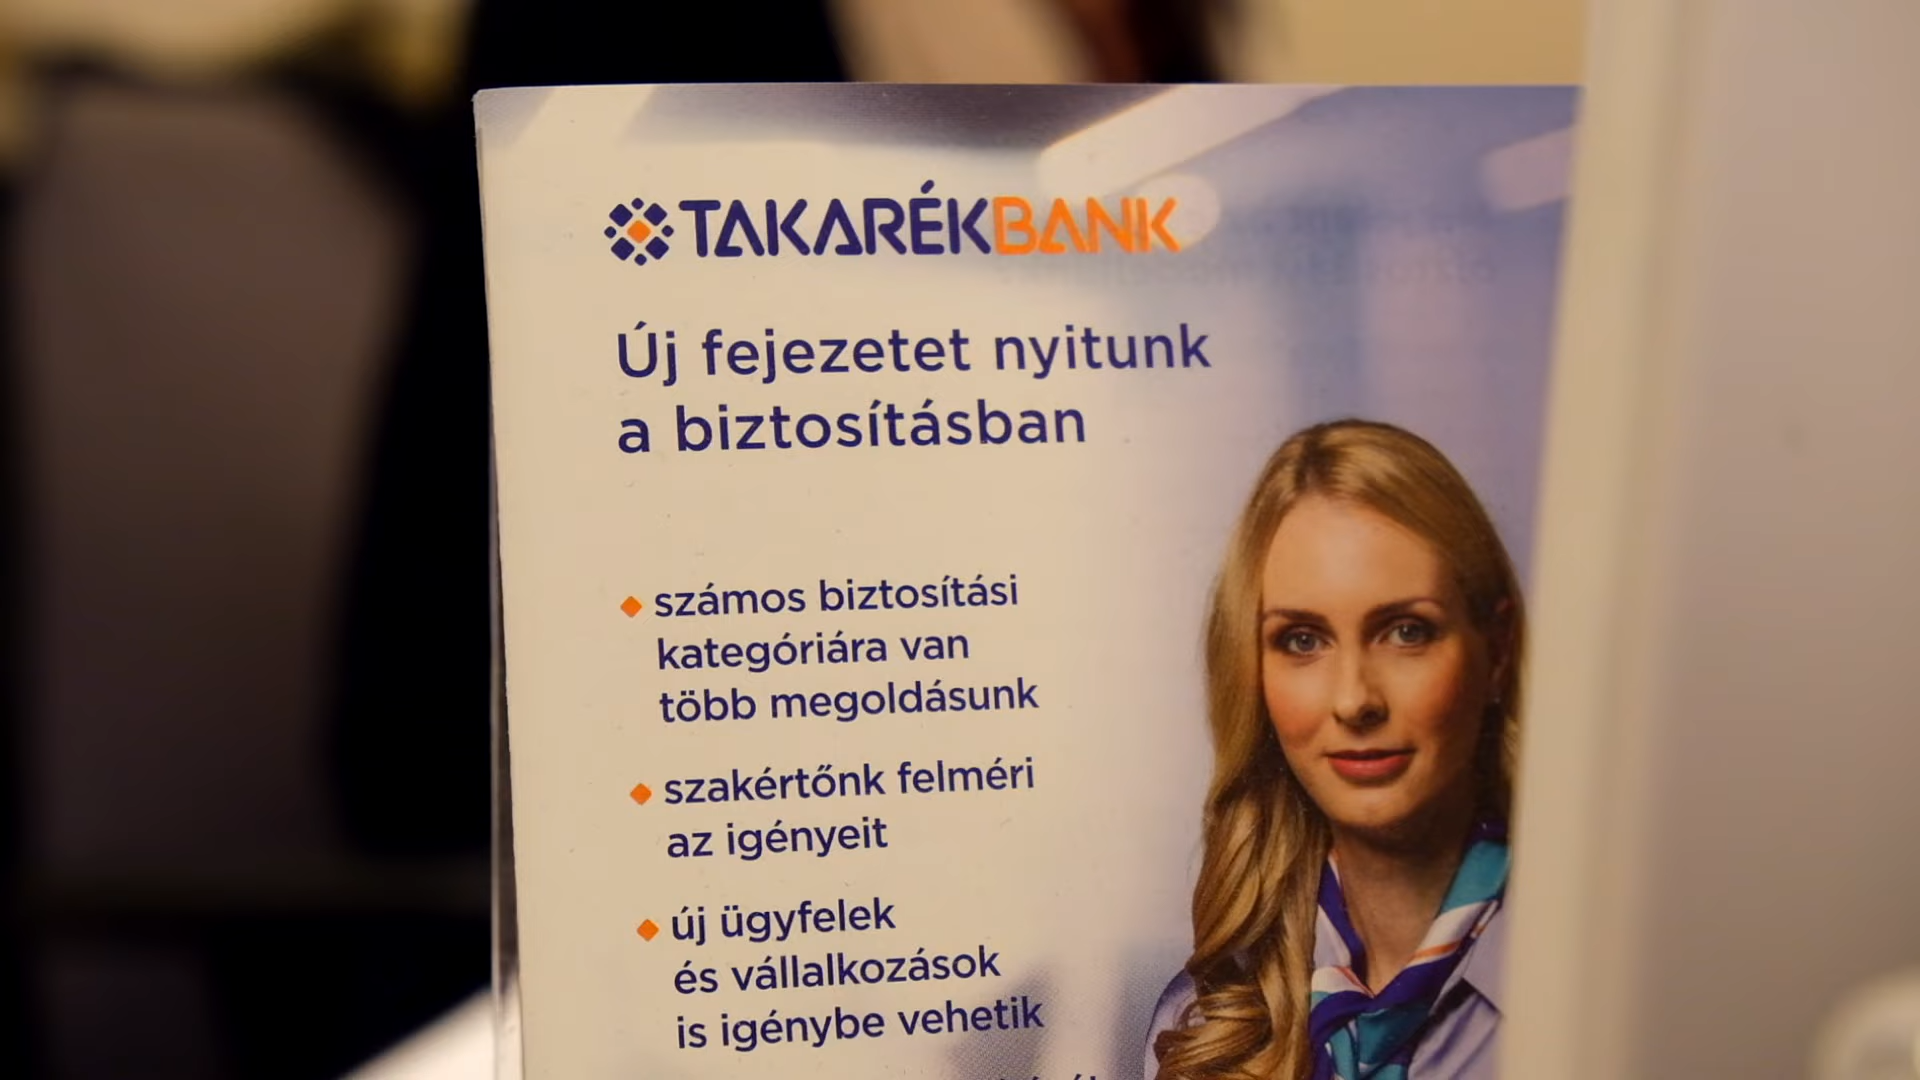 TAKARÉKBANK
Új fejezetet nyitunk
a biztosításban
számos biztosítási
kategóriára van
több megoldásunk
szakértőnk felméri
az igényeit
új ügyfelek
és vállalkozások
is igénybe vehetik